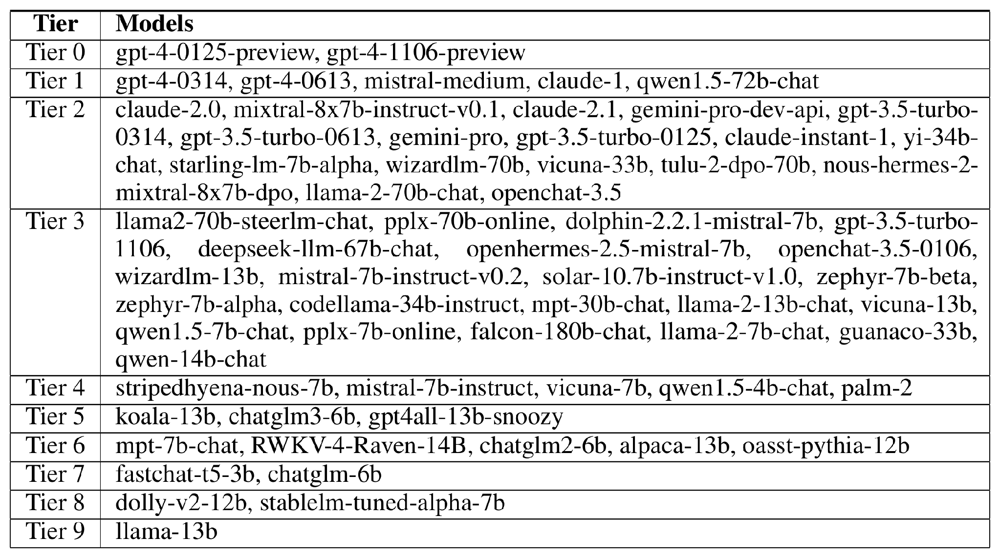 Tier Models
Tier 0 gpt-4-0125-preview, gpt-4-1106-preview
Tier 1 gpt-4-0314, gpt-4-0613, mistral-medium, claude-1, qwen1.5-72b-chat
Tier 2 claude-2.0, mixtral-8x7b-instruct-v0.1, claude-2.1, gemini-pro-dev-api, gpt-3.5-turbo-
0314, gpt-3.5-turbo-0613, gemini-pro, gpt-3.5-turbo-0125, claude-instant-1, yi-34b-
chat, starling-lm-7b-alpha, wizardlm-70b, vicuna-33b, tulu-2-dpo-70b, nous-hermes-2-
mixtral-8x7b-dpo, llama-2-70b-chat, openchat-3.5
Tier 3 llama2-70b-steerlm-chat, pplx-70b-online, dolphin-2.2.1-mistral-7b, gpt-3.5-turbo-
1106, deepseek-llm-67b-chat, openhermes-2.5-mistral-7b, openchat-3.5-0106,
wizardlm-13b, mistral-7b-instruct-v0.2, solar-10.7b-instruct-v1.0, zephyr-7b-beta,
zephyr-7b-alpha, codellama-34b-instruct, mpt-30b-chat, llama-2-13b-chat, vicuna-13b,
qwen1.5-7b-chat, pplx-7b-online, falcon-180b-chat, llama-2-7b-chat, guanaco-33b,
qwen-14b-chat
Tier 4 stripedhyena-nous-7b, mistral-7b-instruct, vicuna-7b, qwen1.5-4b-chat, palm-2
Tier 5 koala-13b, chatglm3-6b, gpt4all-13b-snoozy
Tier 6 mpt-7b-chat, RWKV-4-Raven-14B, chatglm2-6b, alpaca-13b, oasst-pythia-12b
Tier 7 fastchat-t5-3b, chatglm-6b
Tier 8 dolly-v2-12b, stablelm-tuned-alpha-7b
Tier 9 llama-13b